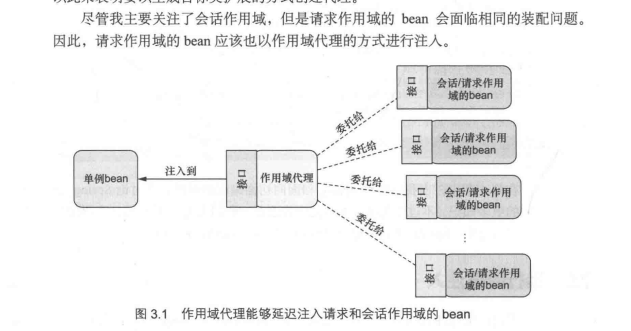 尽管我主要关注了会话作用域，但是请求作用域的 bean 会面临相同的装配问题。
因此，请求作用域的 bean 应该也以作用域代理的方式进行注入。
接口
会话/请求作用
域的bean
委托给
接口
会话/请求作用
域的bean
委托给
单例bean
注入到
接口
作用域代理
委托给
接口
会话/请求作用
域的bean
委托给
⋮
接口
会话/请求作用
域的bean
图 3.1 作用域代理能够延迟注入请求和会话作用域的 bean